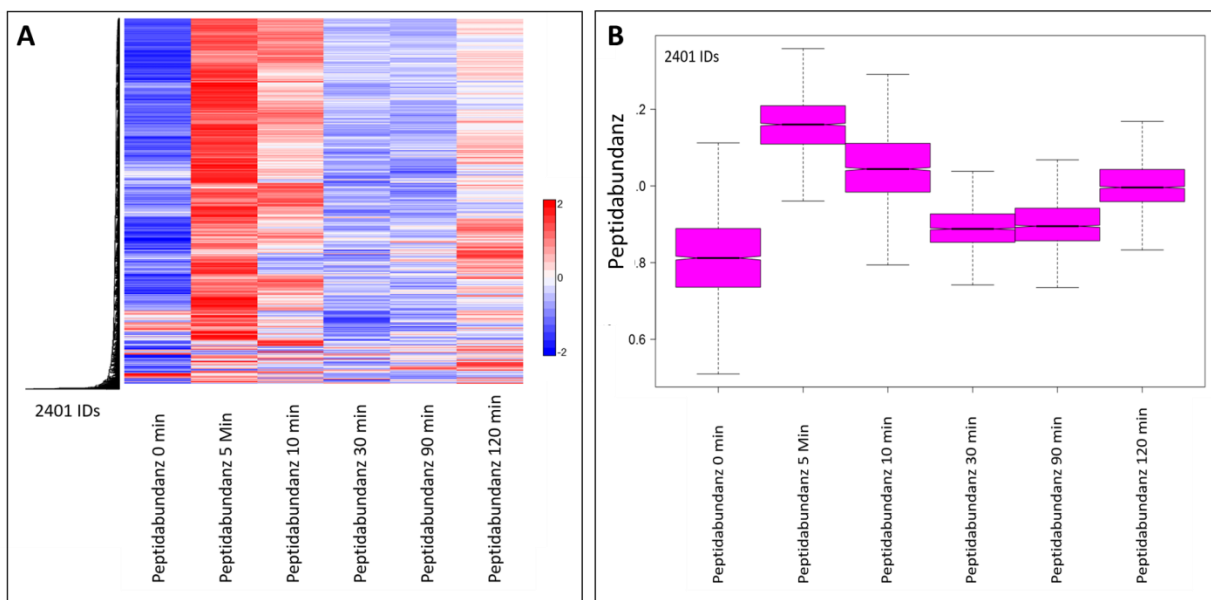 A
2
0
-2
2401 IDs
Peptidabundanz 0 min
Peptidabundanz 5 Min
Peptidabundanz 10 min
Peptidabundanz 30 min
Peptidabundanz 90 min
Peptidabundanz 120 min
B
2401 IDs
Peptidabundanz
.2
.0
.8
0.6
Peptidabundanz 0 min
Peptidabundanz 5 Min
Peptidabundanz 10 min
Peptidabundanz 30 min
Peptidabundanz 90 min
Peptidabundanz 120 min